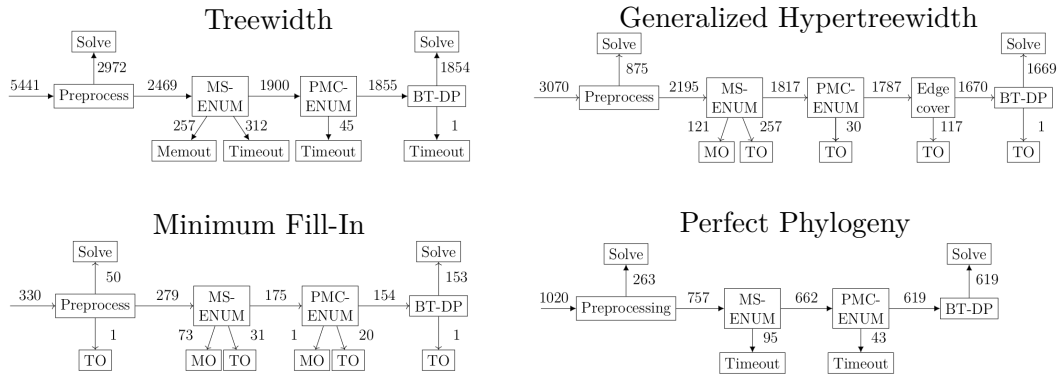 Treewidth
Solve
2972
5441
Preprocess
2469
MS-
ENUM
1900
PMC-
ENUM
1855
BT-DP
Solve
1854
257
312
45
1
Memout
Timeout
Timeout
Timeout
Generalized Hypertreewidth
Solve
875
3070
Preprocess
2195
MS-
ENUM
1817
PMC-
ENUM
1787
Edge
cover
1670
BT-DP
Solve
1669
121
257
30
117
1
MO
TO
TO
TO
TO
Minimum Fill-In
Solve
50
330
Preprocess
279
MS-
ENUM
175
PMC-
ENUM
154
BT-DP
Solve
153
1
73
31
1
20
1
TO
MO
TO
MO
TO
TO
Perfect Phylogeny
Solve
263
1020
Preprocessing
757
MS-
ENUM
662
PMC-
ENUM
619
BT-DP
Solve
619
95
43
Timeout
Timeout